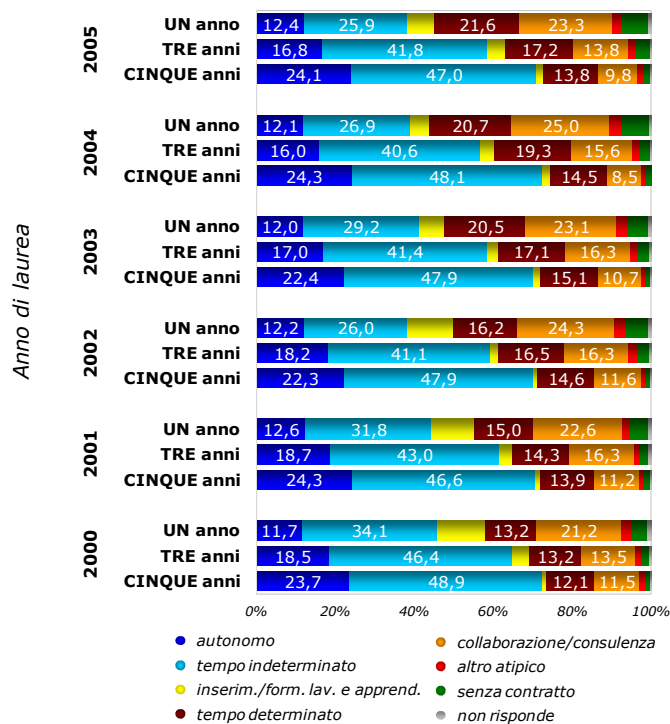 Anno di laurea
2005
UN anno 12,4 25,9 21,6 23,3
TRE anni 16,8 41,8 17,2 13,8
CINQUE anni 24,1 47,0 13,8 9,8
2004
UN anno 12,1 26,9 20,7 25,0
TRE anni 16,0 40,6 19,3 15,6
CINQUE anni 24,3 48,1 14,5 8,5
2003
UN anno 12,0 29,2 20,5 23,1
TRE anni 17,0 41,4 17,1 16,3
CINQUE anni 22,4 47,9 15,1 10,7
2002
UN anno 12,2 26,0 16,2 24,3
TRE anni 18,2 41,1 16,5 16,3
CINQUE anni 22,3 47,9 14,6 11,6
2001
UN anno 12,6 31,8 15,0 22,6
TRE anni 18,7 43,0 14,3 16,3
CINQUE anni 24,3 46,6 13,9 11,2
2000
UN anno 11,7 34,1 13,2 21,2
TRE anni 18,5 46,4 13,2 13,5
CINQUE anni 23,7 48,9 12,1 11,5
0% 20% 40% 60% 80% 100%
autonomo
tempo indeterminato
inserim./form. lav. e apprend.
tempo determinato
collaborazione/consulenza
altro atipico
senza contratto
non risponde